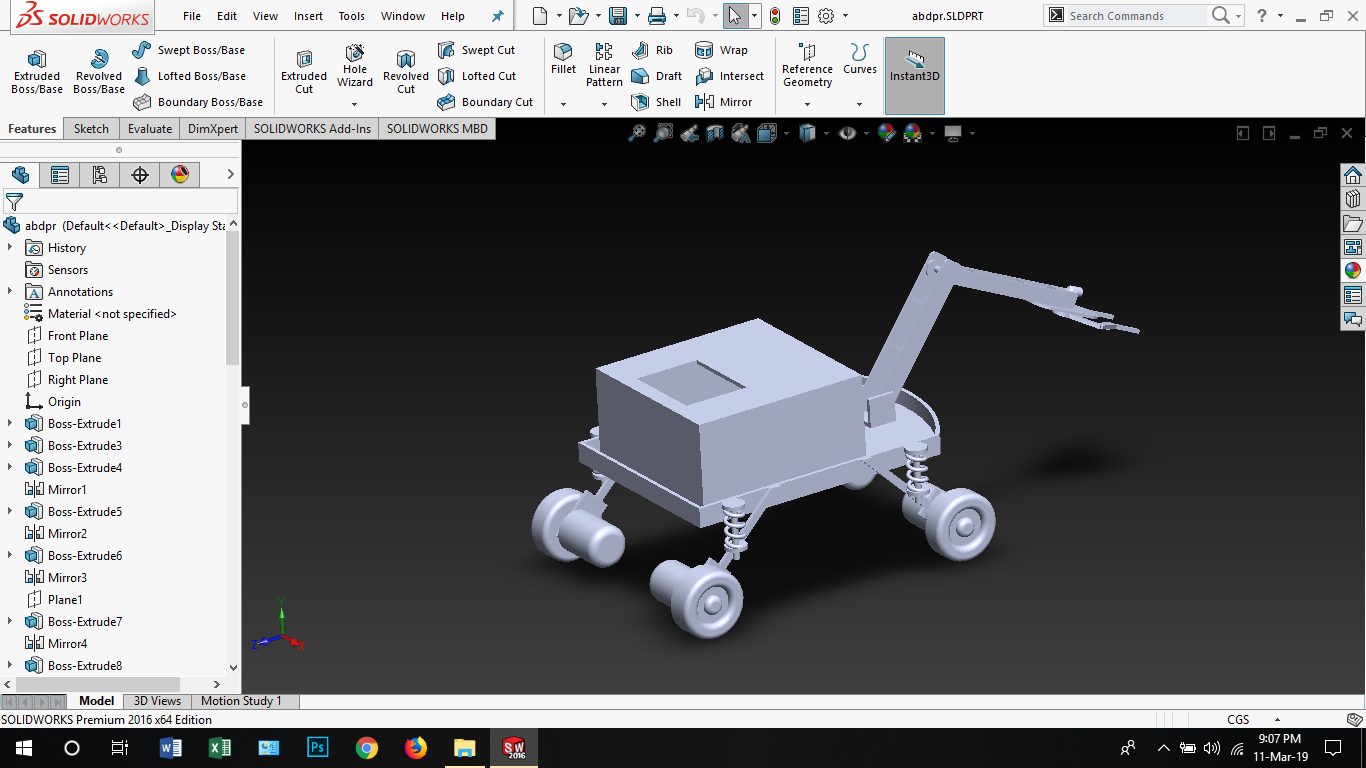 SOLIDWORKS
File Edit View Insert Tools Window Help
abdpr.SLDPRT
Search Commands
?
Extruded Boss/Base
Revolved Boss/Base
Swept Boss/Base
Lofted Boss/Base
Boundary Boss/Base
Extruded Cut
Hole Wizard
Revolved Cut
Swept Cut
Lofted Cut
Boundary Cut
Fillet
Linear Pattern
Rib
Draft
Shell
Wrap
Intersect
Mirror
Reference Geometry
Curves
Instant3D
Features Sketch Evaluate DimXpert SOLIDWORKS Add-Ins SOLIDWORKS MBD
abdpr (Default<<Default>_Display Sta
History
Sensors
Annotations
Material <not specified>
Front Plane
Top Plane
Right Plane
Origin
Boss-Extrude1
Boss-Extrude3
Boss-Extrude4
Mirror1
Boss-Extrude5
Mirror2
Boss-Extrude6
Mirror3
Plane1
Boss-Extrude7
Mirror4
Boss-Extrude8
Y
Z
X
Model 3D Views Motion Study 1
SOLIDWORKS Premium 2016 x64 Edition
CGS
Ps
SW
2016
9:07 PM
11-Mar-19